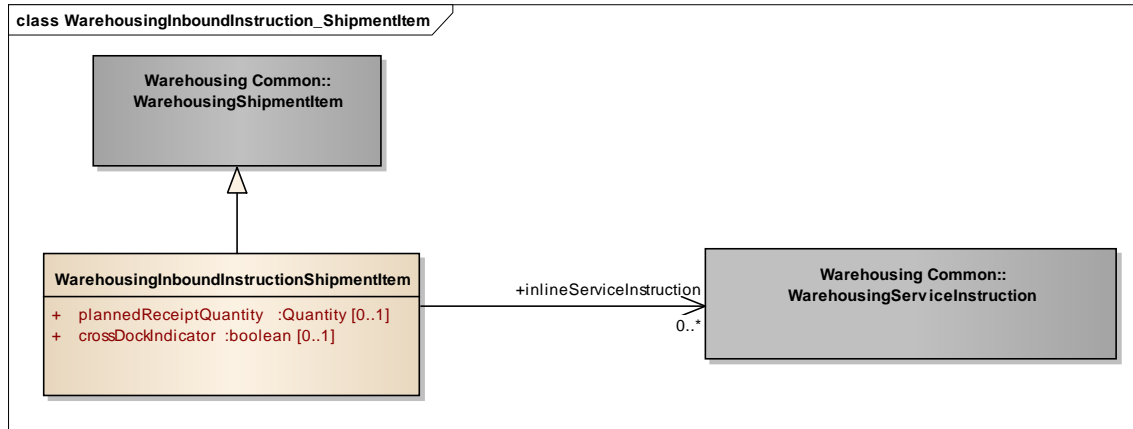 class WarehousingInboundInstruction_ShipmentItem
Warehousing Common::
WarehousingShipmentItem
WarehousingInboundInstructionShipmentItem
+ plannedReceiptQuantity :Quantity [0..1]
+ crossDockIndicator :boolean [0..1]
+inlineServiceInstruction
0..*
Warehousing Common::
WarehousingServiceInstruction